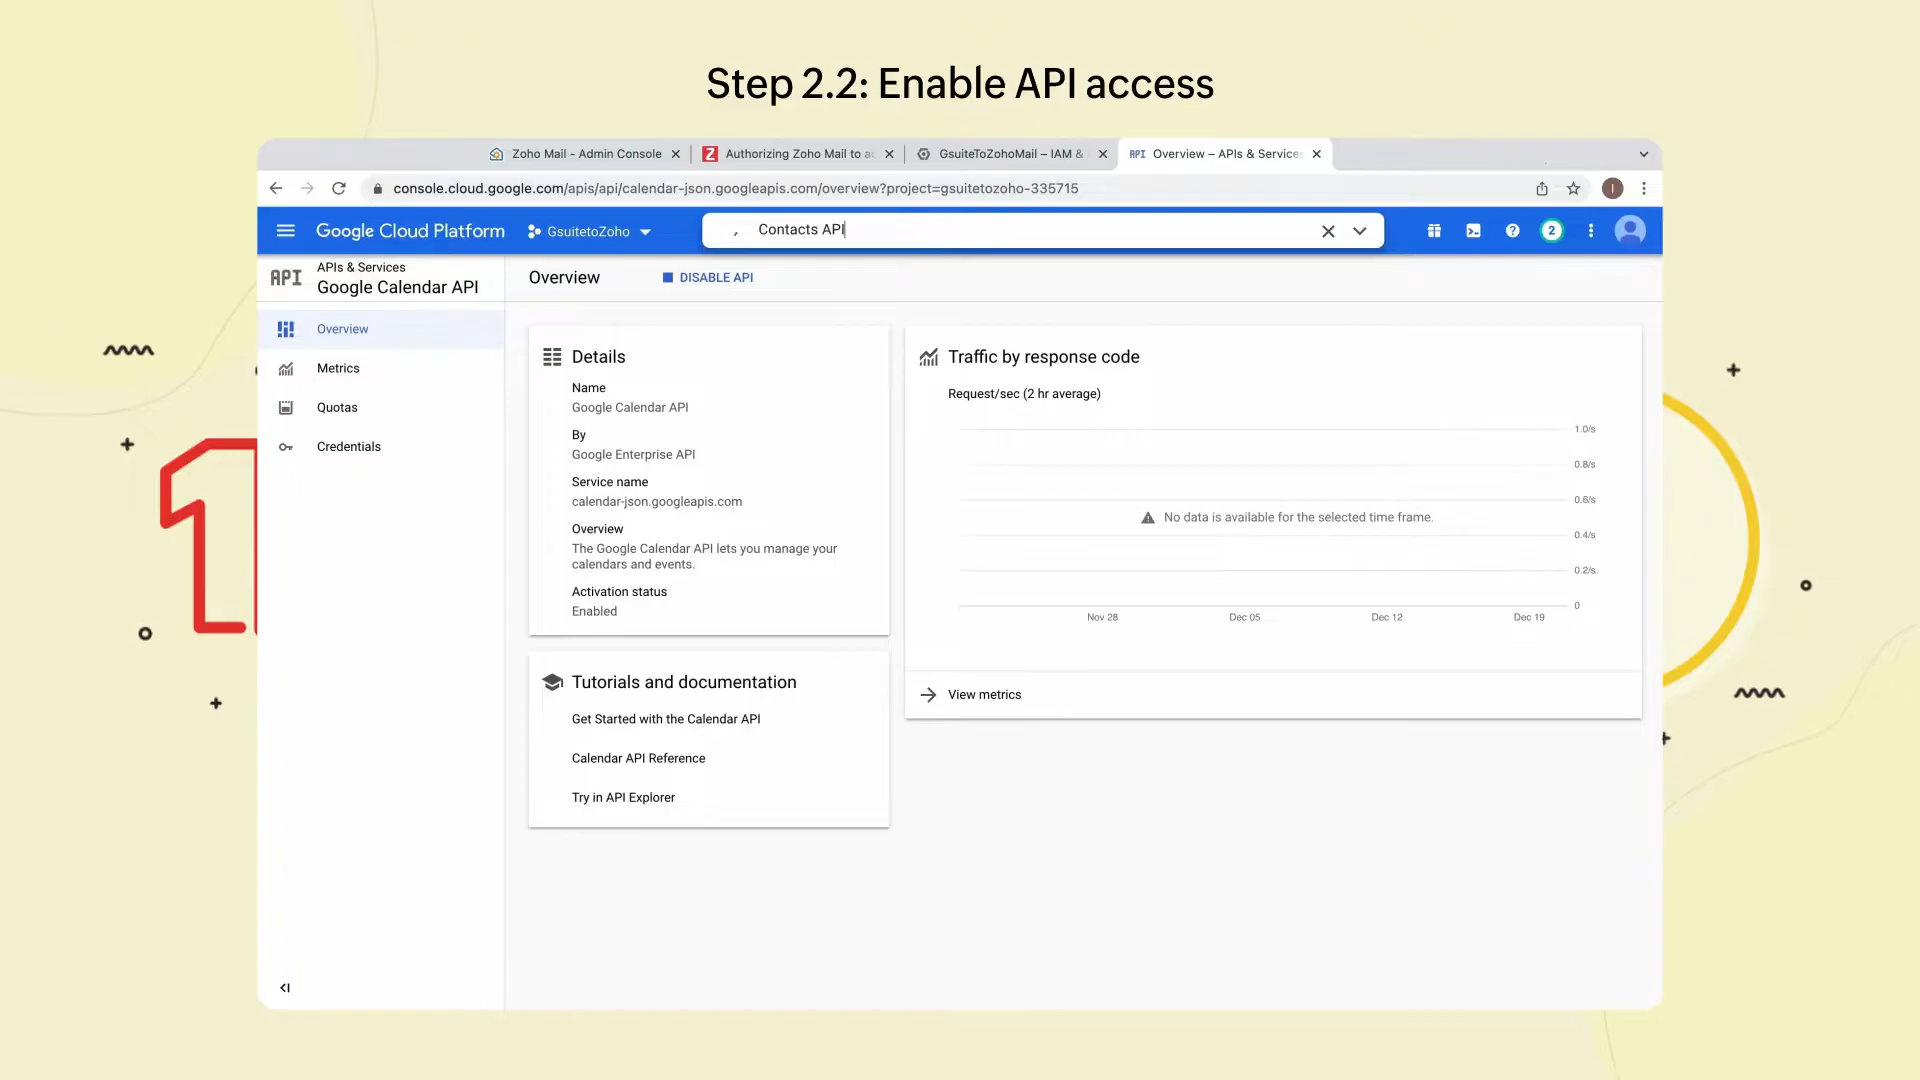 Step 2.2: Enable API access
Zoho Mail - Admin Console
Authorizing Zoho Mail to a
GsuiteToZohoMail – IAM &
API Overview – APIs & Services
console.cloud.google.com/apis/api/calendar-json.googleapis.com/overview?project=gsuitetozoho-335715
I
Google Cloud Platform
GsuitetoZoho
Contacts API
2
API
APIs & Services
Google Calendar API
Overview
DISABLE API
Overview
Metrics
Quotas
Credentials
Details
Name
Google Calendar API
By
Google Enterprise API
Service name
calendar-json.googleapis.com
Overview
The Google Calendar API lets you manage your
calendars and events.
Activation status
Enabled
Tutorials and documentation
Get Started with the Calendar API
Calendar API Reference
Try in API Explorer
Traffic by response code
Request/sec (2 hr average)
1.0/s
0.8/s
0.6/s
No data is available for the selected time frame.
0.4/s
0.2/s
0
Nov 28 Dec 05 Dec 12 Dec 19
View metrics